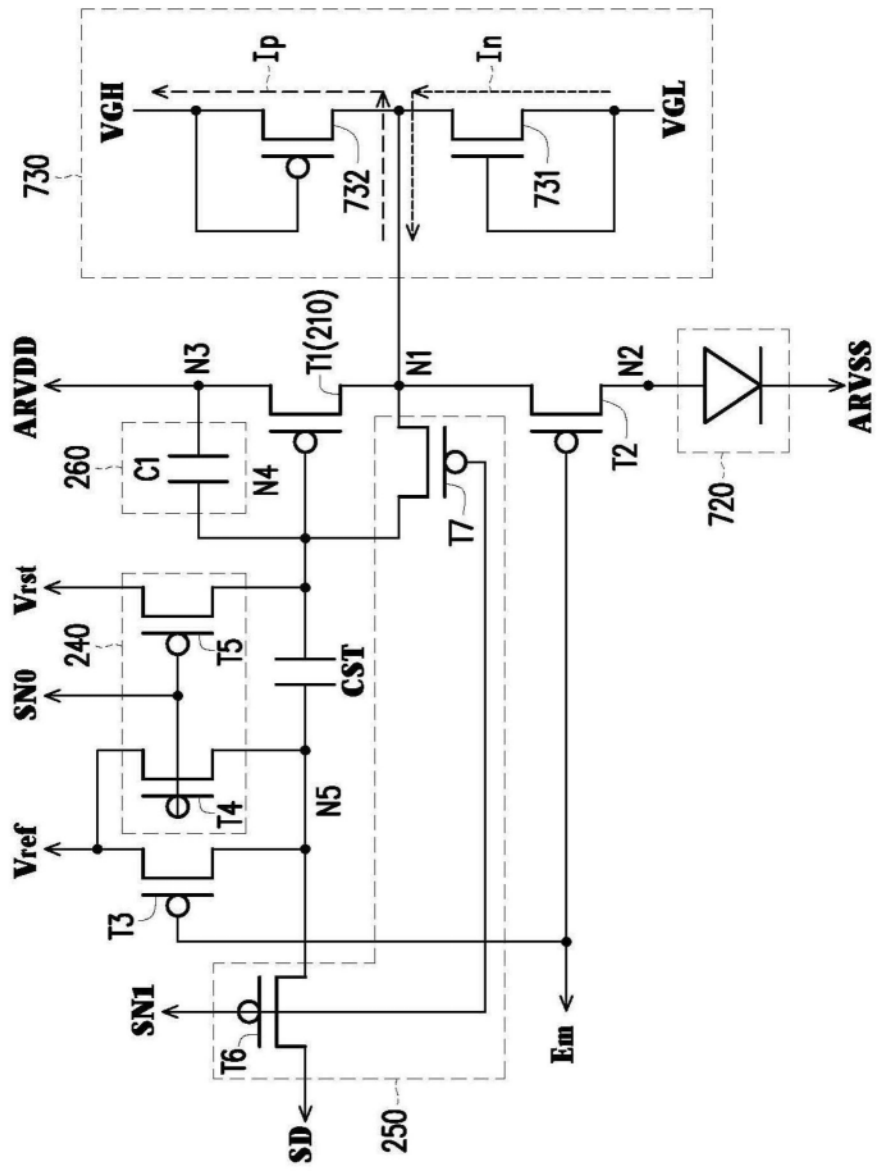 730
VGH
Ip
732
In
731
VGL
ARVDD
N3
T1(210)
N1
N2
ARVSS
260
C1
N4
T7
T2
720
Vrst
SN0
240
T5
CST
Vref
T4
N5
T3
SN1
T6
Em
SD
250